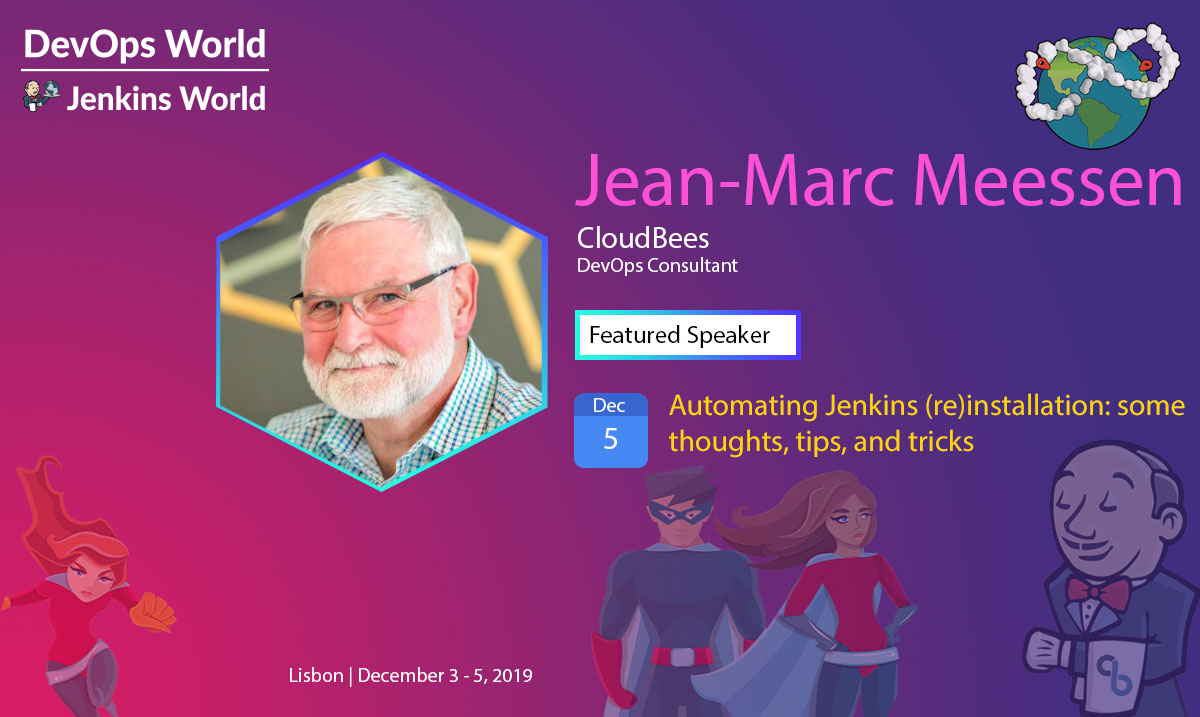 DevOps World
Jenkins World
Jean-Marc Meessen
CloudBees
DevOps Consultant
Featured Speaker
Dec
5
Automating Jenkins (re)installation: some
thoughts, tips, and tricks
Lisbon | December 3 - 5, 2019